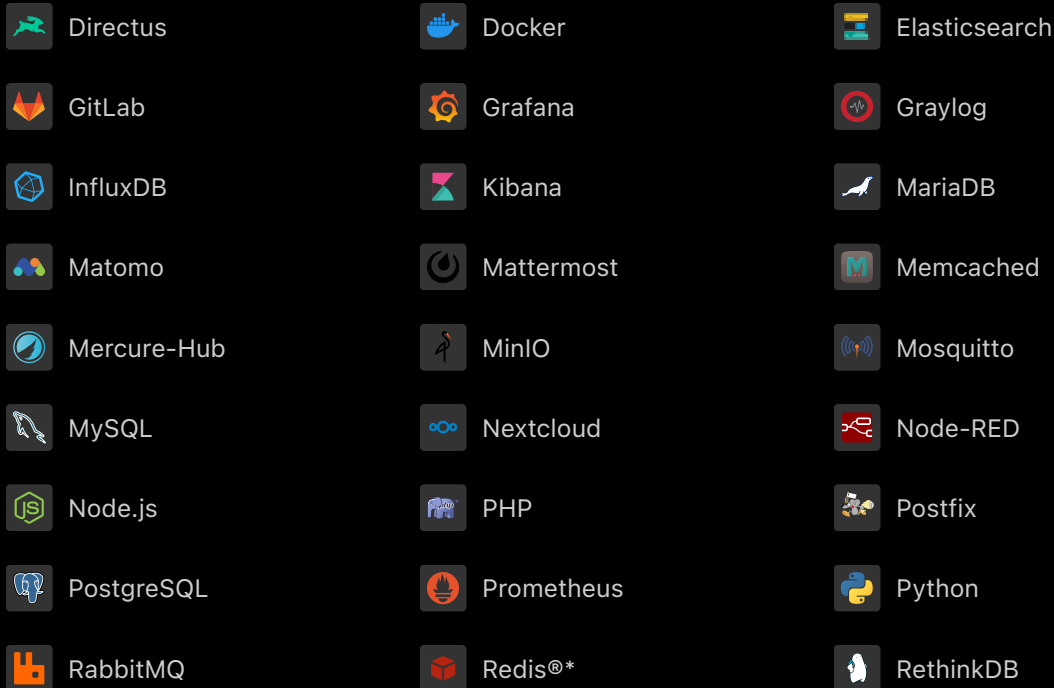 Directus
Docker
Elasticsearch
GitLab
Grafana
Graylog
InfluxDB
Kibana
MariaDB
Matomo
Mattermost
Memcached
Mercure-Hub
MinIO
Mosquitto
MySQL
Nextcloud
Node-RED
Node.js
PHP
Postfix
PostgreSQL
Prometheus
Python
RabbitMQ
Redis®*
RethinkDB